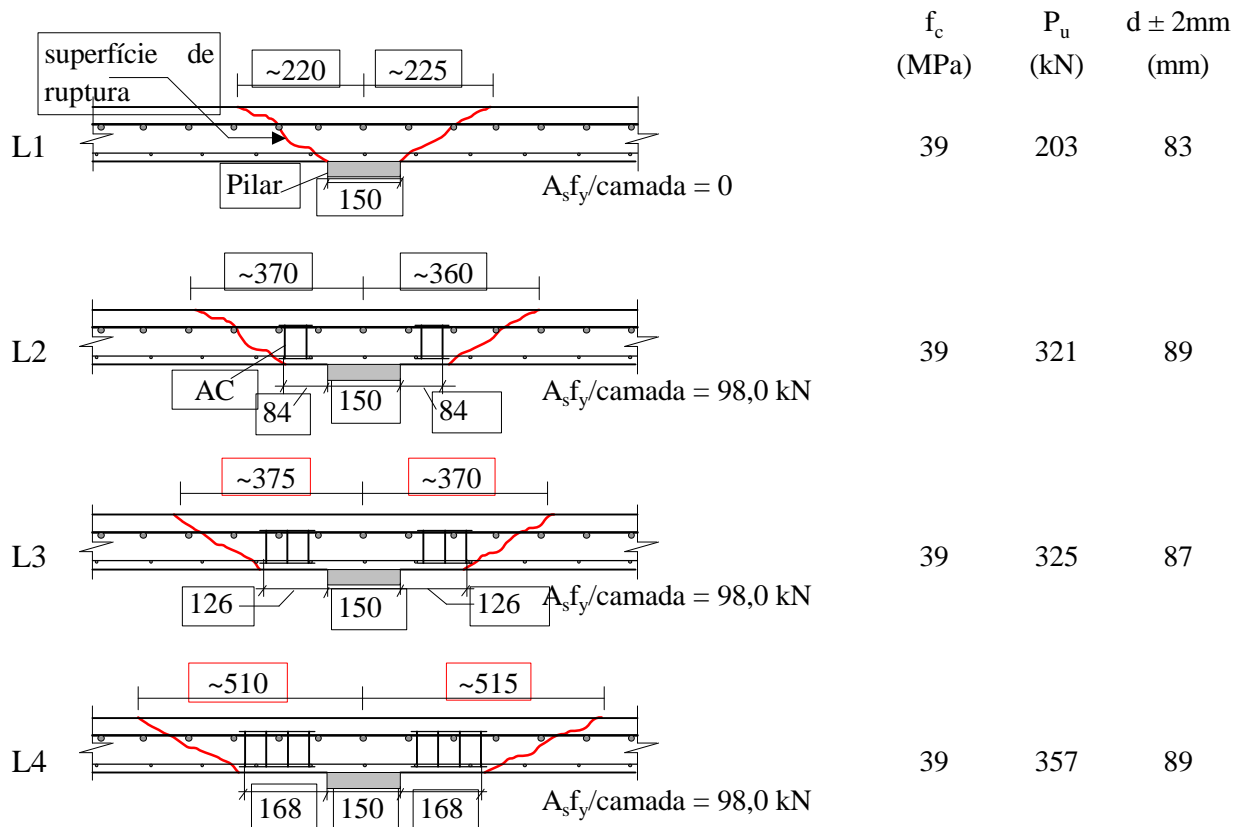 f_c P_u d ± 2mm
(MPa) (kN) (mm)
superfície de
ruptura
~220 ~225
L1 39 203 83
Pilar
150
A_sf_y/camada = 0
~370 ~360
L2 39 321 89
AC
84 150 84
A_sf_y/camada = 98,0 kN
~375 ~370
L3 39 325 87
126 150 126
A_sf_y/camada = 98,0 kN
~510 ~515
L4 39 357 89
168 150 168
A_sf_y/camada = 98,0 kN